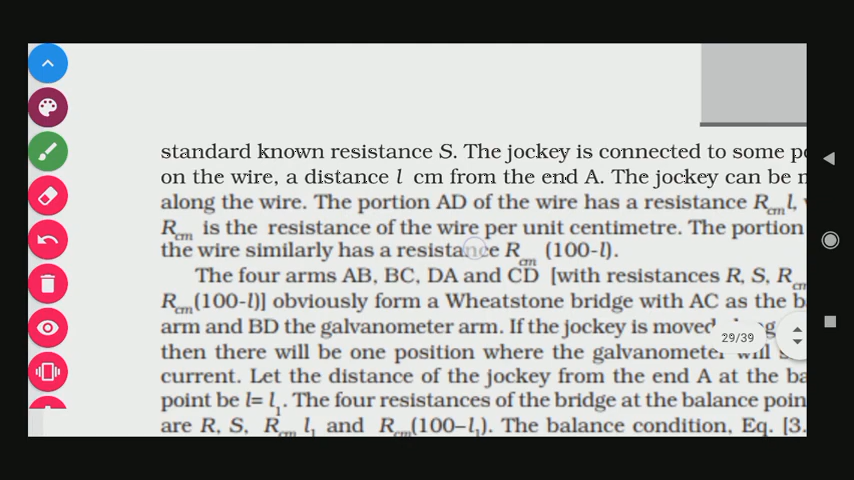 standard known resistance S. The jockey is connected to some
on the wire, a distance l cm from the end A. The jockey can be
along the wire. The portion AD of the wire has a resistance Rcm l,
Rcm is the resistance of the wire per unit centimetre. The portion
the wire similarly has a resistance Rcm (100-l).
The four arms AB, BC, DA and CD [with resistances R, S, Rcm
Rcm(100-l)] obviously form a Wheatstone bridge with AC as the
arm and BD the galvanometer arm. If the jockey is moved
29/39
then there will be one position where the galvanometer will
current. Let the distance of the jockey from the end A at the
point be l= l1. The four resistances of the bridge at the balance
are R, S, Rcm l1 and Rcm(100–l1). The balance condition, Eq. [3.